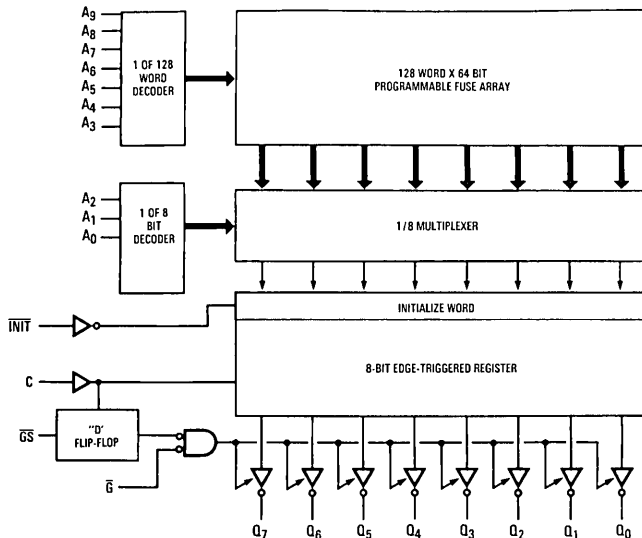 A9
A8
A7
A6
A5
A4
A3
1 OF 128
WORD
DECODER
128 WORD X 64 BIT
PROGRAMMABLE FUSE ARRAY
A2
A1
A0
1 OF 8
BIT
DECODER
1/8 MULTIPLEXER
INIT
INITIALIZE WORD
C
8-BIT EDGE-TRIGGERED REGISTER
GS
"D'
FLIP-FLOP
G
Q7 Q6 Q5 Q4 Q3 Q2 Q1 Q0